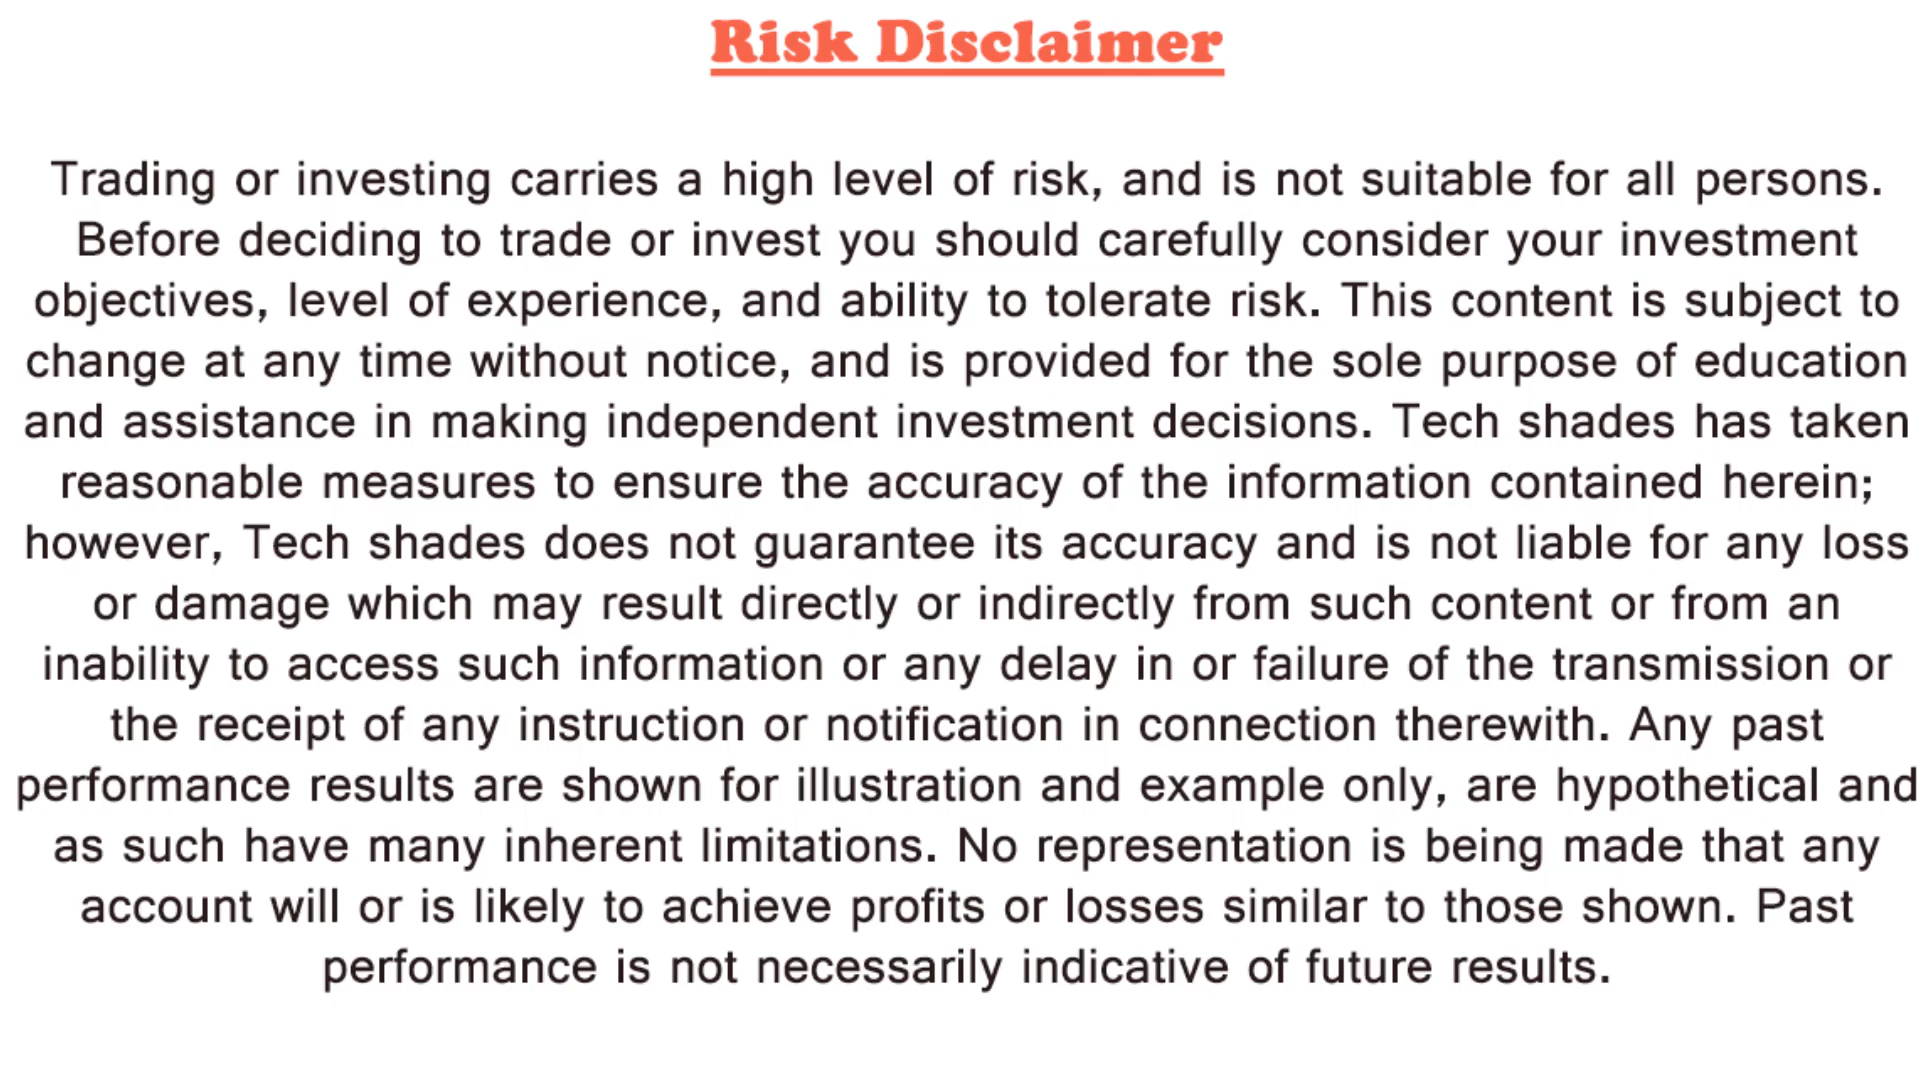 Risk Disclaimer
Trading or investing carries a high level of risk, and is not suitable for all persons.
Before deciding to trade or invest you should carefully consider your investment
objectives, level of experience, and ability to tolerate risk. This content is subject to
change at any time without notice, and is provided for the sole purpose of education
and assistance in making independent investment decisions. Tech shades has taken
reasonable measures to ensure the accuracy of the information contained herein;
however, Tech shades does not guarantee its accuracy and is not liable for any loss
or damage which may result directly or indirectly from such content or from an
inability to access such information or any delay in or failure of the transmission or
the receipt of any instruction or notification in connection therewith. Any past
performance results are shown for illustration and example only, are hypothetical and
as such have many inherent limitations. No representation is being made that any
account will or is likely to achieve profits or losses similar to those shown. Past
performance is not necessarily indicative of future results.